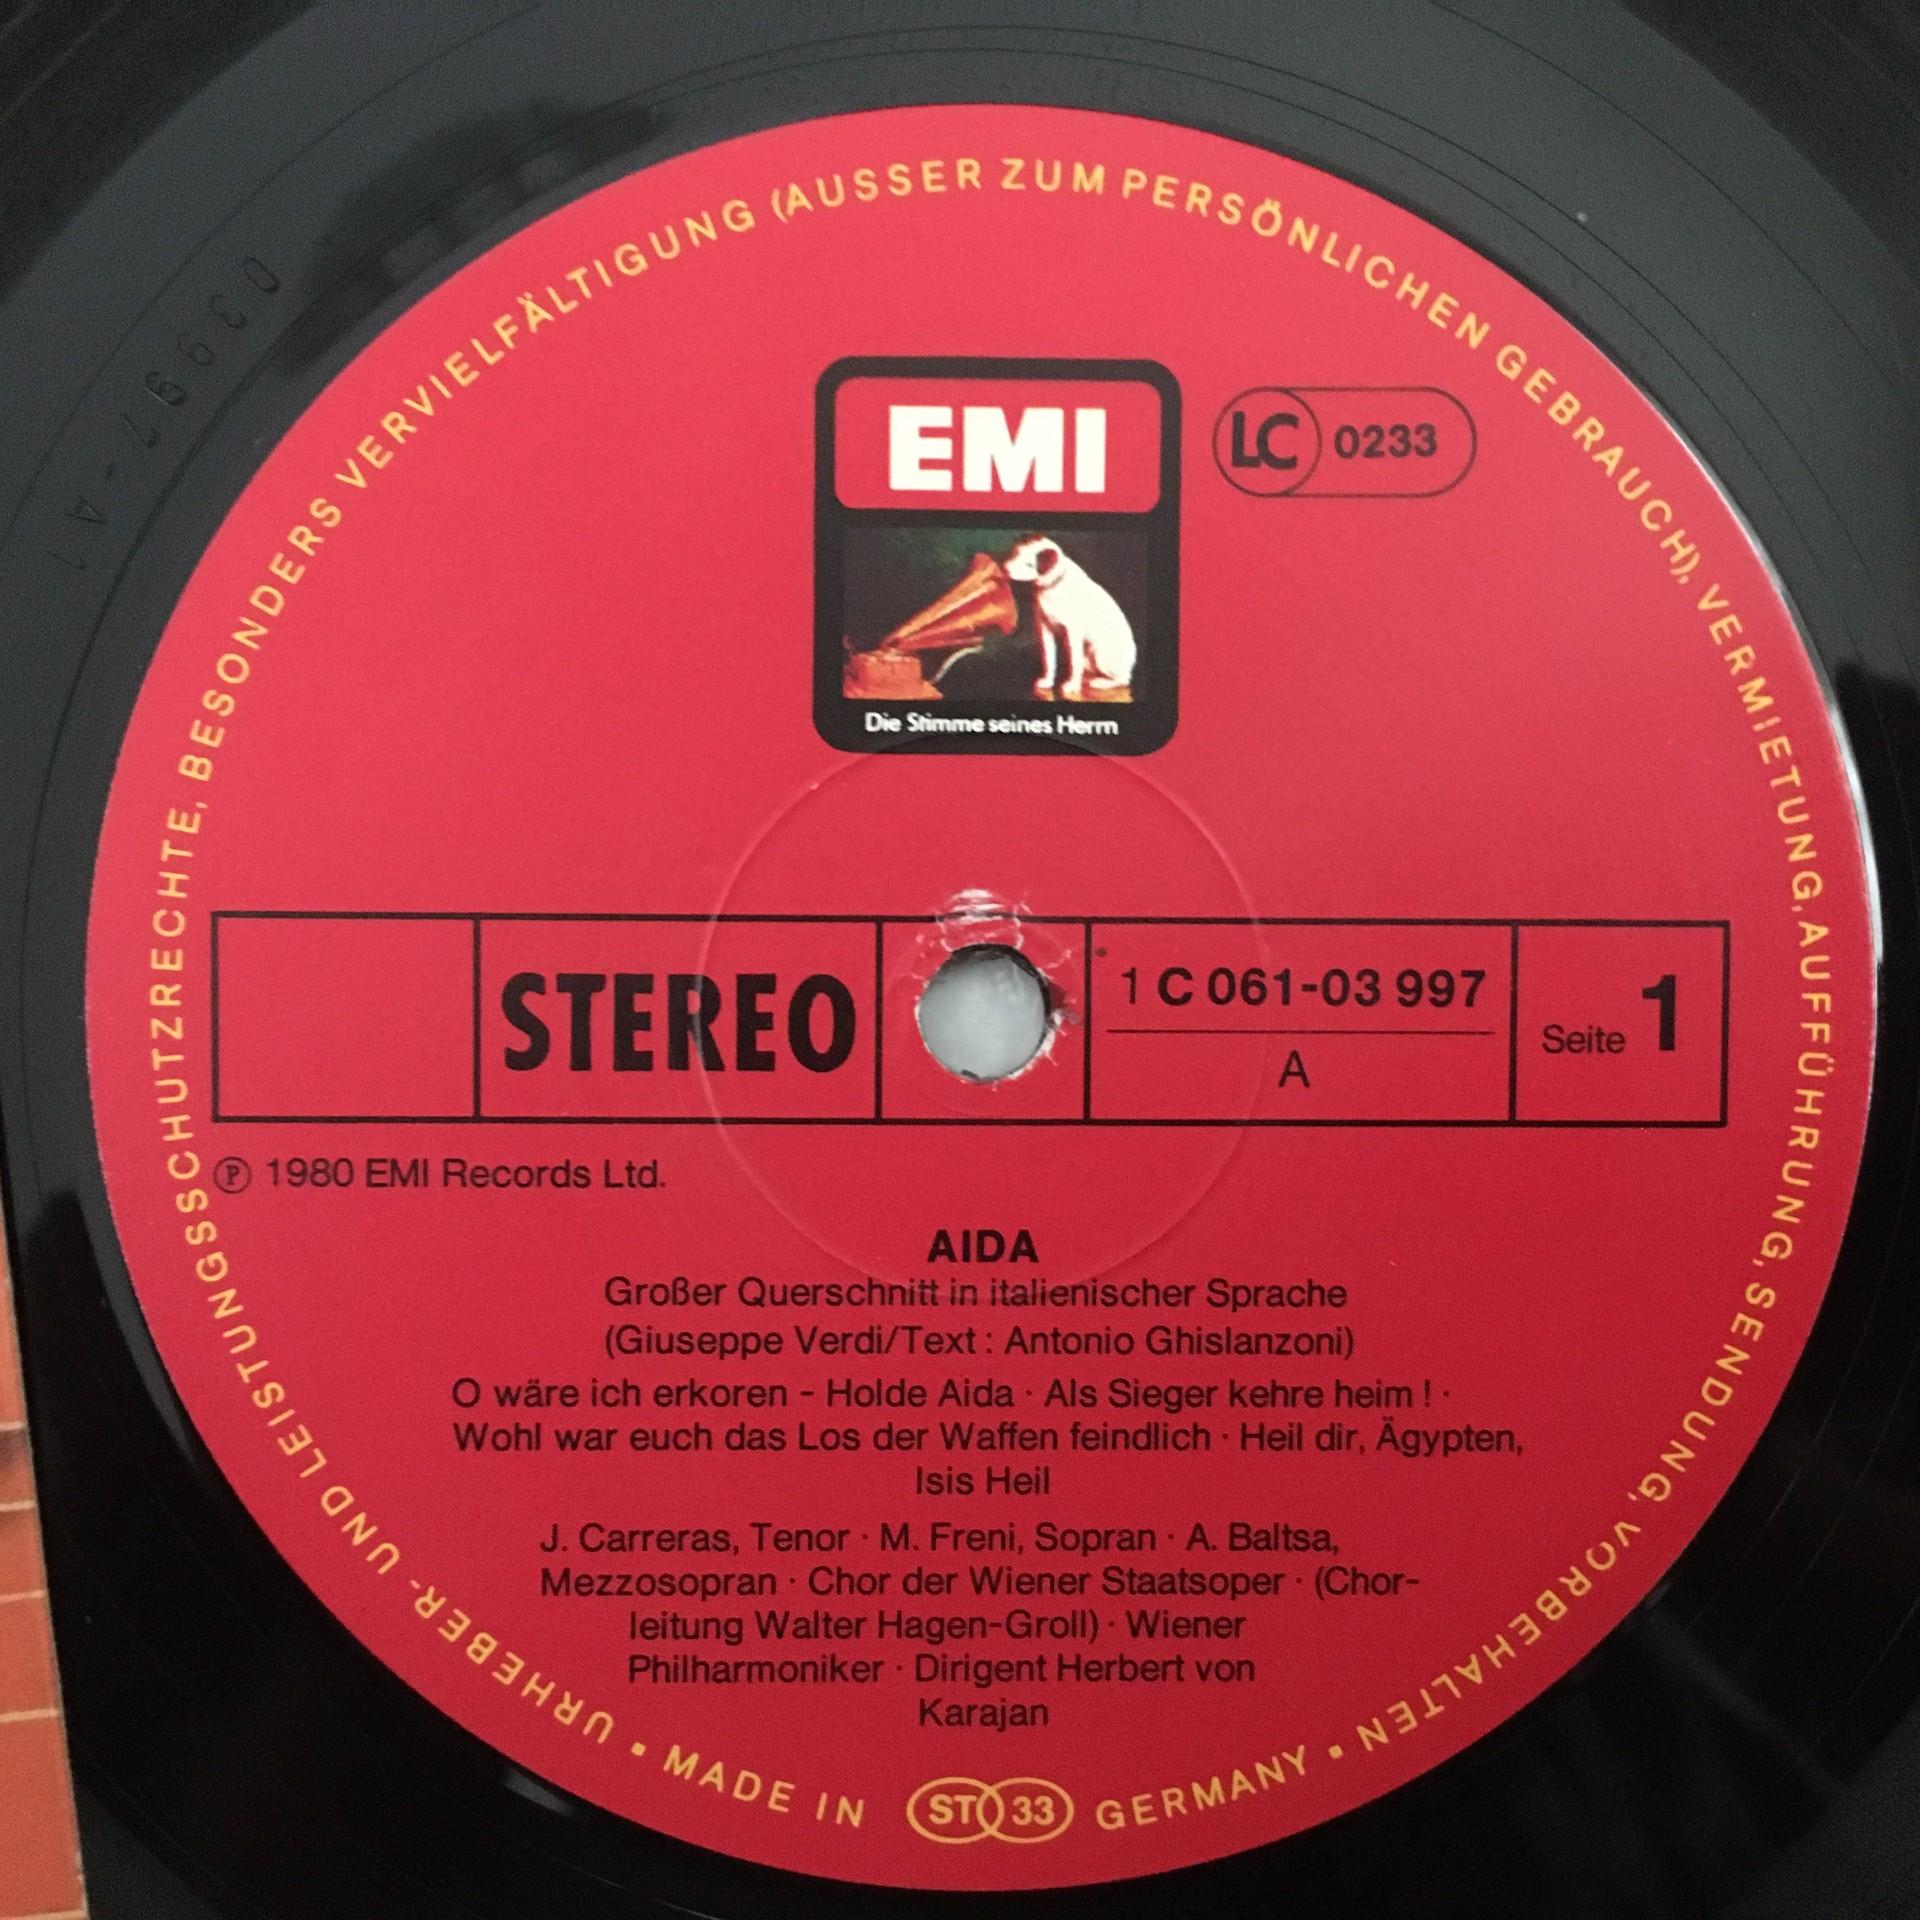 URHEBER- UND LEISTUNGSSCHUTZRECHTE, BESONDERS VERVIELFÄLTIGUNG (AUSSER ZUM PERSÖNLICHEN GEBRAUCH), VERMIETUNG, AUFFÜHRUNG, SENDUNG, VORBEHALTEN ▪
03997-A1
EMI
LC 0233
Die Stimme seines Herrn
STEREO
1 C 061-03 997
A
Seite 1
℗ 1980 EMI Records Ltd.
AIDA
Großer Querschnitt in italienischer Sprache
(Giuseppe Verdi/Text : Antonio Ghislanzoni)
O wäre ich erkoren - Holde Aida · Als Sieger kehre heim ! ·
Wohl war euch das Los der Waffen feindlich · Heil dir, Ägypten,
Isis Heil
J. Carreras, Tenor · M. Freni, Sopran · A. Baltsa,
Mezzosopran · Chor der Wiener Staatsoper · (Chor-
leitung Walter Hagen-Groll) · Wiener
Philharmoniker · Dirigent Herbert von
Karajan
▪ MADE IN ST 33 GERMANY